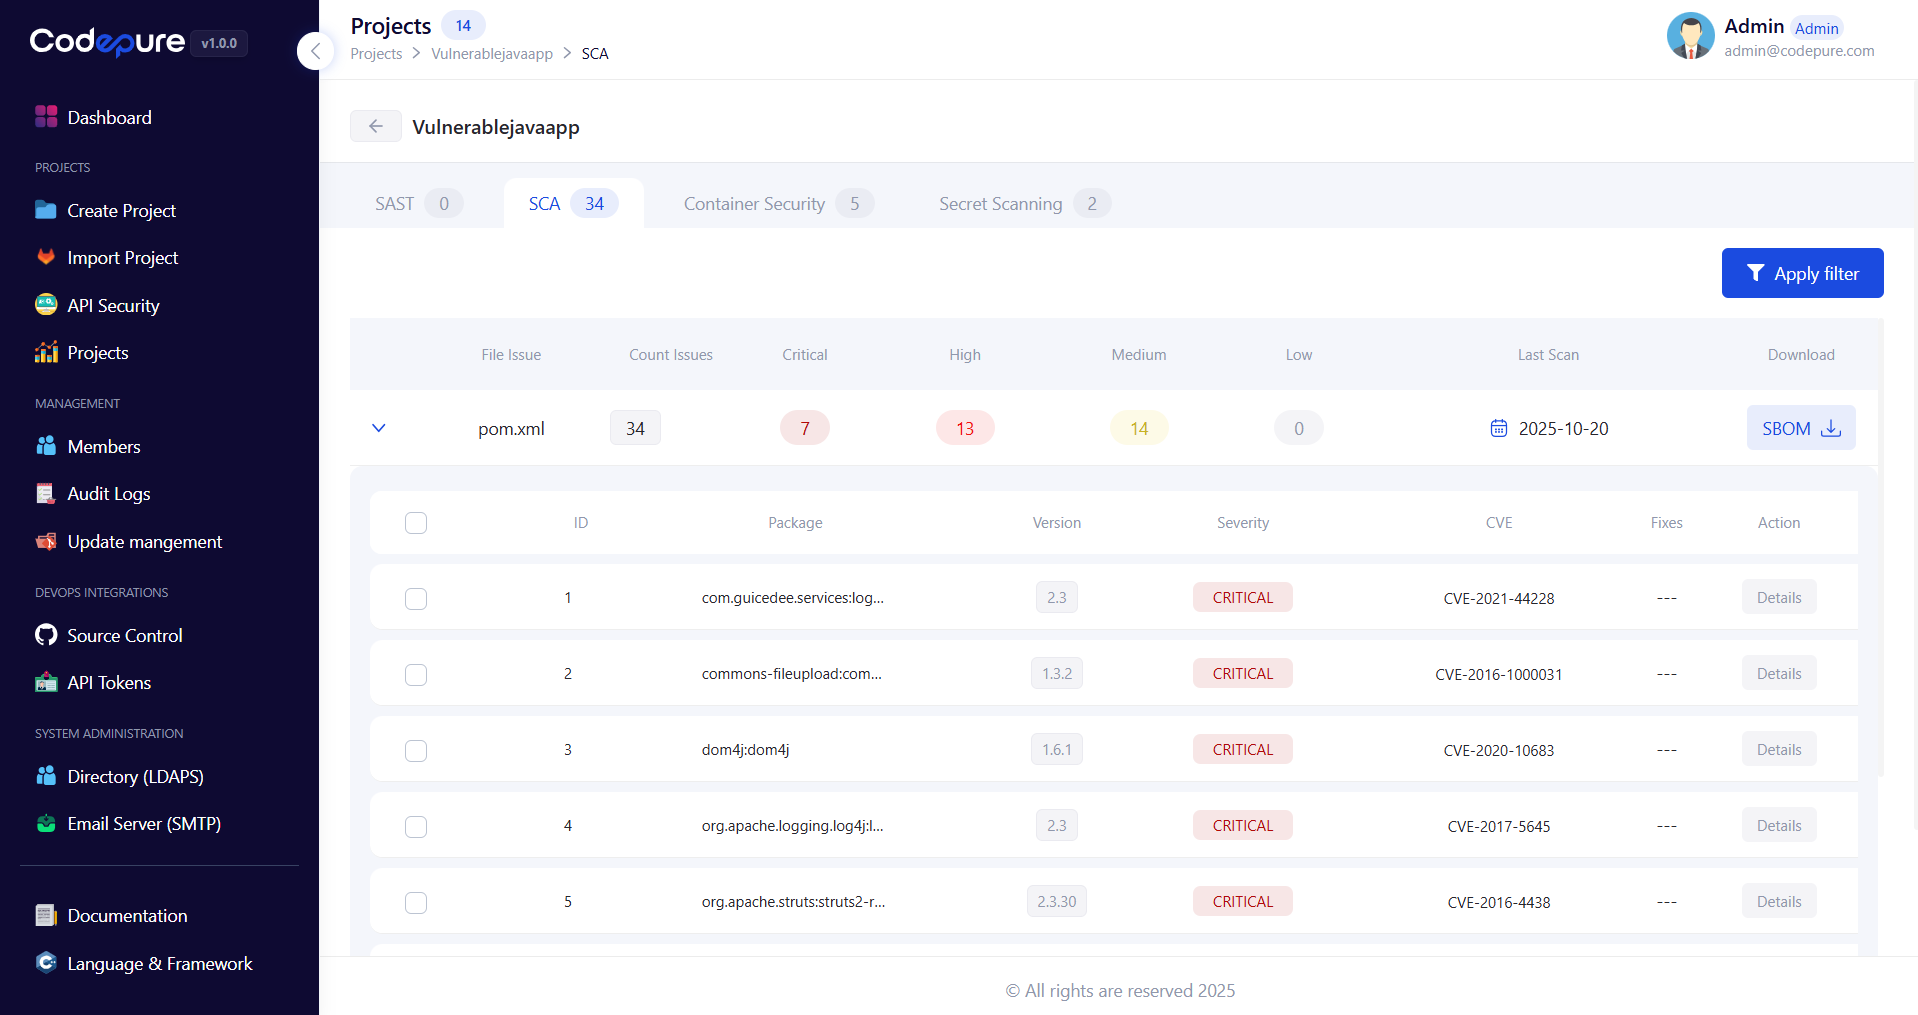 Codepure v1.0.0
Dashboard
PROJECTS
Create Project
Import Project
API Security
Projects
MANAGEMENT
Members
Audit Logs
Update mangement
DEVOPS INTEGRATIONS
Source Control
API Tokens
SYSTEM ADMINISTRATION
Directory (LDAPS)
Email Server (SMTP)
Documentation
Language & Framework
Projects 14
Projects > Vulnerablejavaapp > SCA
Admin Admin
admin@codepure.com
Vulnerablejavaapp
SAST 0 SCA 34 Container Security 5 Secret Scanning 2
Apply filter
File Issue Count Issues Critical High Medium Low Last Scan Download
pom.xml 34 7 13 14 0 2025-10-20 SBOM
ID Package Version Severity CVE Fixes Action
1 com.guicedee.services:log... 2.3 CRITICAL CVE-2021-44228 --- Details
2 commons-fileupload:com... 1.3.2 CRITICAL CVE-2016-1000031 --- Details
3 dom4j:dom4j 1.6.1 CRITICAL CVE-2020-10683 --- Details
4 org.apache.logging.log4j:l... 2.3 CRITICAL CVE-2017-5645 --- Details
5 org.apache.struts:struts2-r... 2.3.30 CRITICAL CVE-2016-4438 --- Details
© All rights are reserved 2025